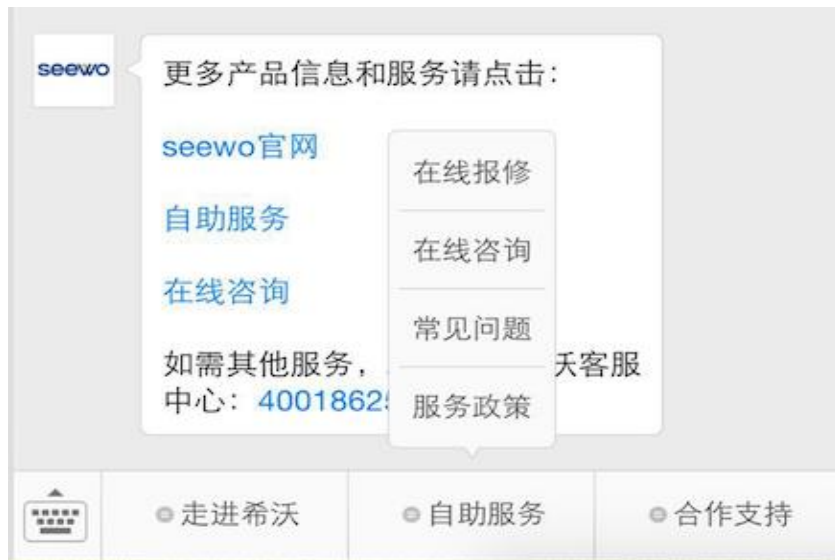 seewo
更多产品信息和服务请点击：
seewo官网
自助服务
在线咨询
如需其他服务，
沃客服
中心：4001862
在线报修
在线咨询
常见问题
服务政策
走进希沃
自助服务
合作支持